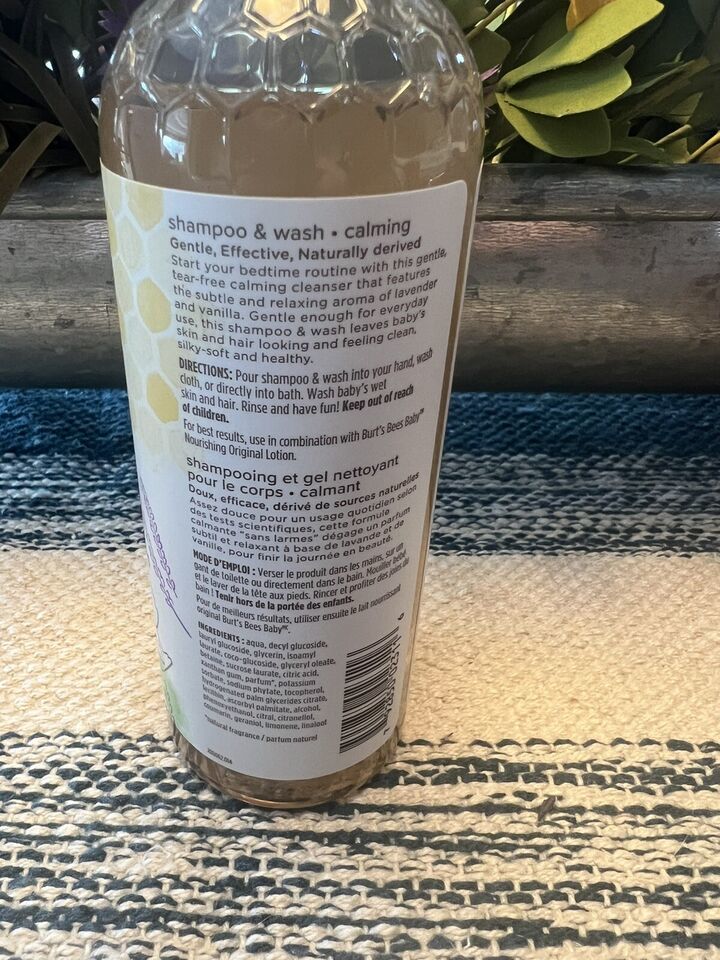 shampoo & wash • calming
Gentle, Effective, Naturally derived
Start your bedtime routine with this gentle,
tear-free calming cleanser that features
the subtle and relaxing aroma of lavender
and vanilla. Gentle enough for everyday
use, this shampoo & wash leaves baby's
skin and hair looking and feeling clean,
silky-soft and healthy.
DIRECTIONS: Pour shampoo & wash into your hand, wash
cloth, or directly into bath. Wash baby's wet
skin and hair. Rinse and have fun! Keep out of reach
of children.
For best results, use in combination with Burt's Bees Baby™
Nourishing Original Lotion.
shampooing et gel nettoyant
pour le corps • calmant
Doux, efficace, dérivé de sources naturelles
Assez douce pour un usage quotidien selon
des tests scientifiques, cette formule
calmante "sans larmes" dégage un parfum
subtil et relaxant à base de lavande et de
vanille, pour finir la journée en beauté.
MODE D'EMPLOI : Verser le produit dans les mains, sur un
gant de toilette ou directement dans le bain. Mouiller bébé
et le laver de la tête aux pieds. Rincer et profiter des joies du
bain ! Tenir hors de la portée des enfants.
Pour de meilleurs résultats, utiliser ensuite le lait nourrissant
original Burt's Bees Baby
INGREDIENTS : aqua, decyl glucoside,
lauryl glucoside, glycerin, isoamyl
laurate, coco-glucoside, glyceryl oleate,
betaine, sucrose laurate, citric acid,
xanthan gum, parfum*, potassium
sorbate, sodium phytate, tocopherol,
hydrogenated palm glycerides citrate,
lecithin, ascorbyl palmitate, alcohol,
phenoxyethanol, citral, citronellol,
coumarin, geraniol, limonene, linalool
*natural fragrance / parfum naturel